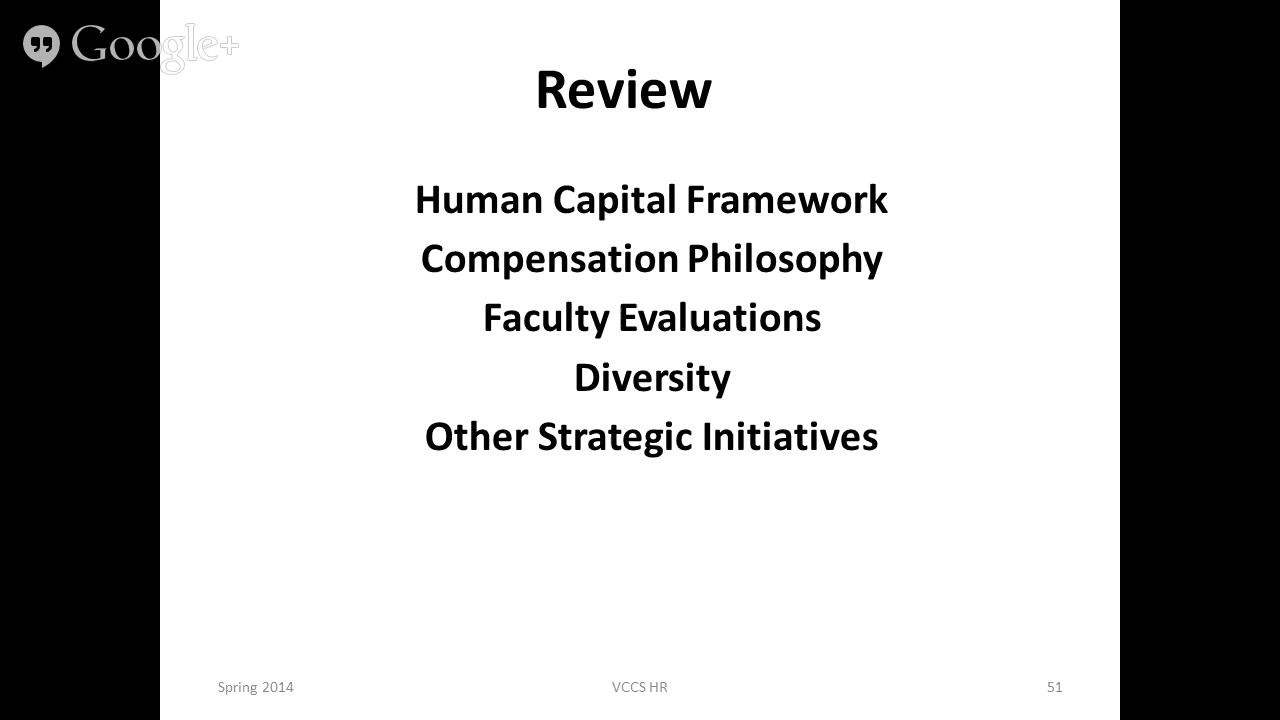 Google+
Review
Human Capital Framework
Compensation Philosophy
Faculty Evaluations
Diversity
Other Strategic Initiatives
Spring 2014
VCCS HR
51